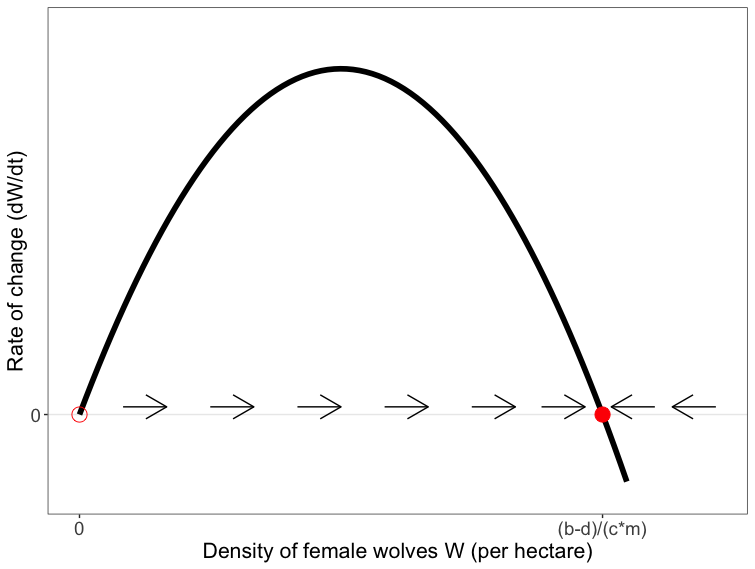 Rate of change (dW/dt)
0
0
(b-d)/(c*m)
Density of female wolves W (per hectare)